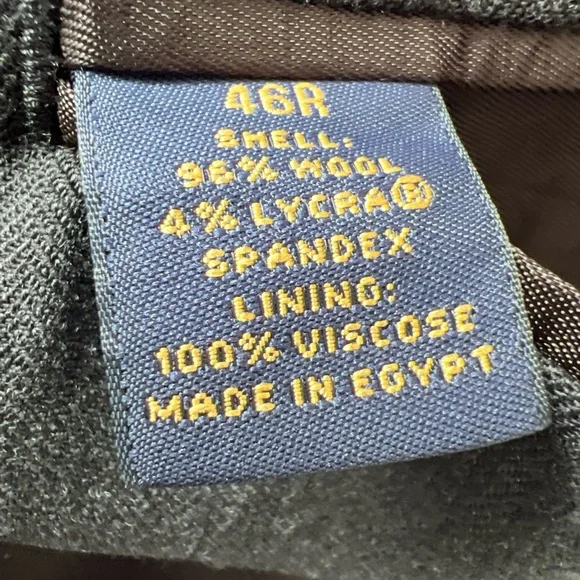 46R
SHELL:
96% WOOL
4% LYCRA®
SPANDEX
LINING:
100% VISCOSE
MADE IN EGYPT